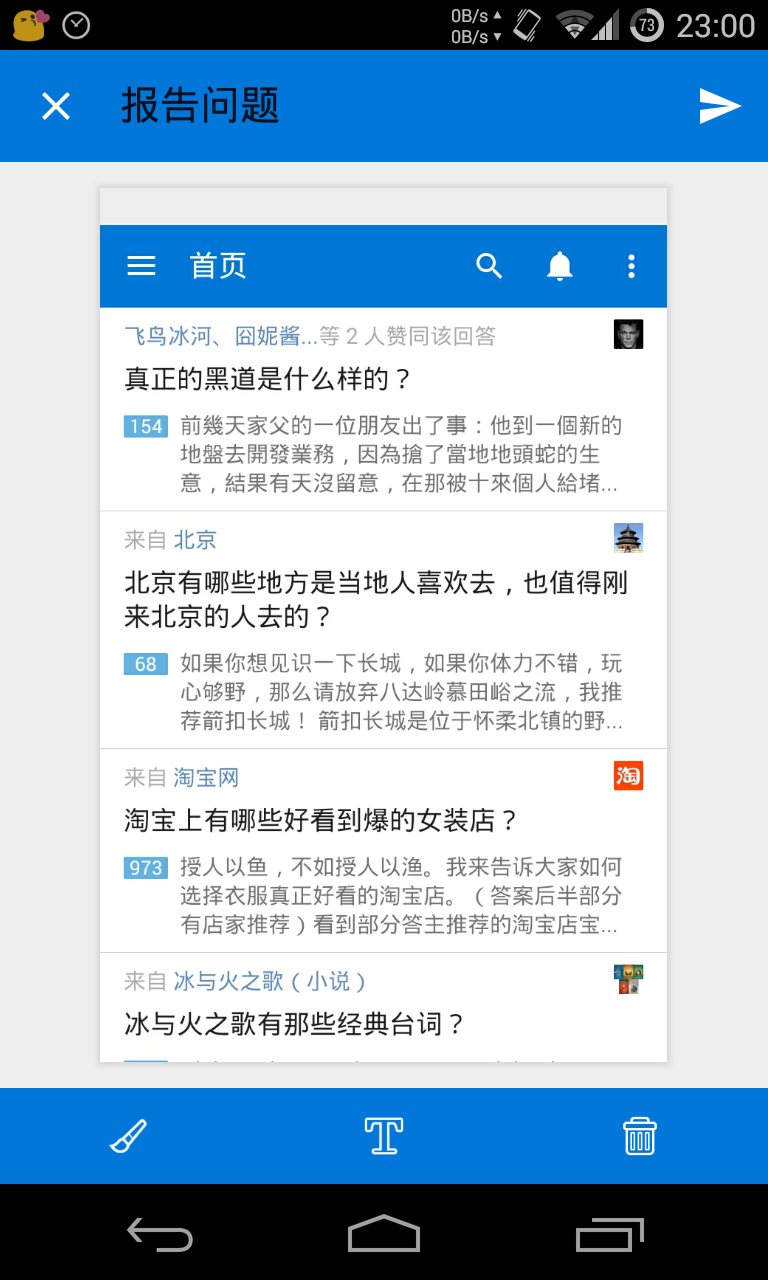 0B/s
0B/s
73
23:00
报告问题
首页
飞鸟冰河、囧妮酱...等 2 人赞同该回答
真正的黑道是什么样的？
154
前幾天家父的一位朋友出了事：他到一個新的
地盤去開發業務，因為搶了當地地頭蛇的生
意，結果有天沒留意，在那被十來個人給堵...
来自 北京
北京有哪些地方是当地人喜欢去，也值得刚
来北京的人去的？
68
如果你想见识一下长城，如果你体力不错，玩
心够野，那么请放弃八达岭慕田峪之流，我推
荐箭扣长城！ 箭扣长城是位于怀柔北镇的野...
来自 淘宝网
淘
淘宝上有哪些好看到爆的女装店？
973
授人以鱼，不如授人以渔。我来告诉大家如何
选择衣服真正好看的淘宝店。（答案后半部分
有店家推荐）看到部分答主推荐的淘宝店宝...
来自 冰与火之歌（小说）
冰与火之歌有那些经典台词？
T